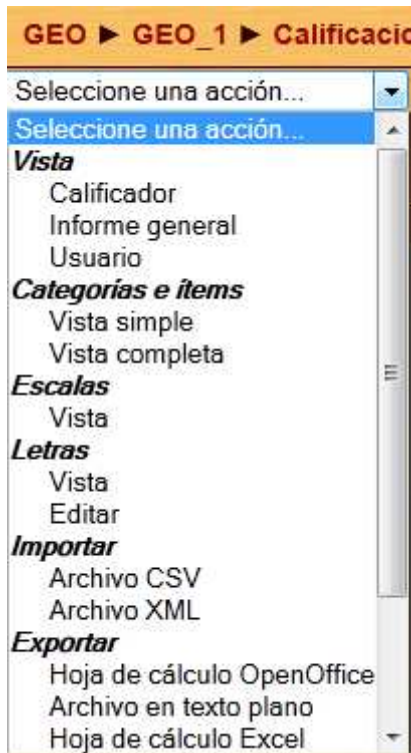 GEO ► GEO_1 ► Calificacio
Seleccione una acción...
Seleccione una acción...
Vista
Calificador
Informe general
Usuario
Categorías e ítems
Vista simple
Vista completa
Escalas
Vista
Letras
Vista
Editar
Importar
Archivo CSV
Archivo XML
Exportar
Hoja de cálculo OpenOffice
Archivo en texto plano
Hoja de cálculo Excel